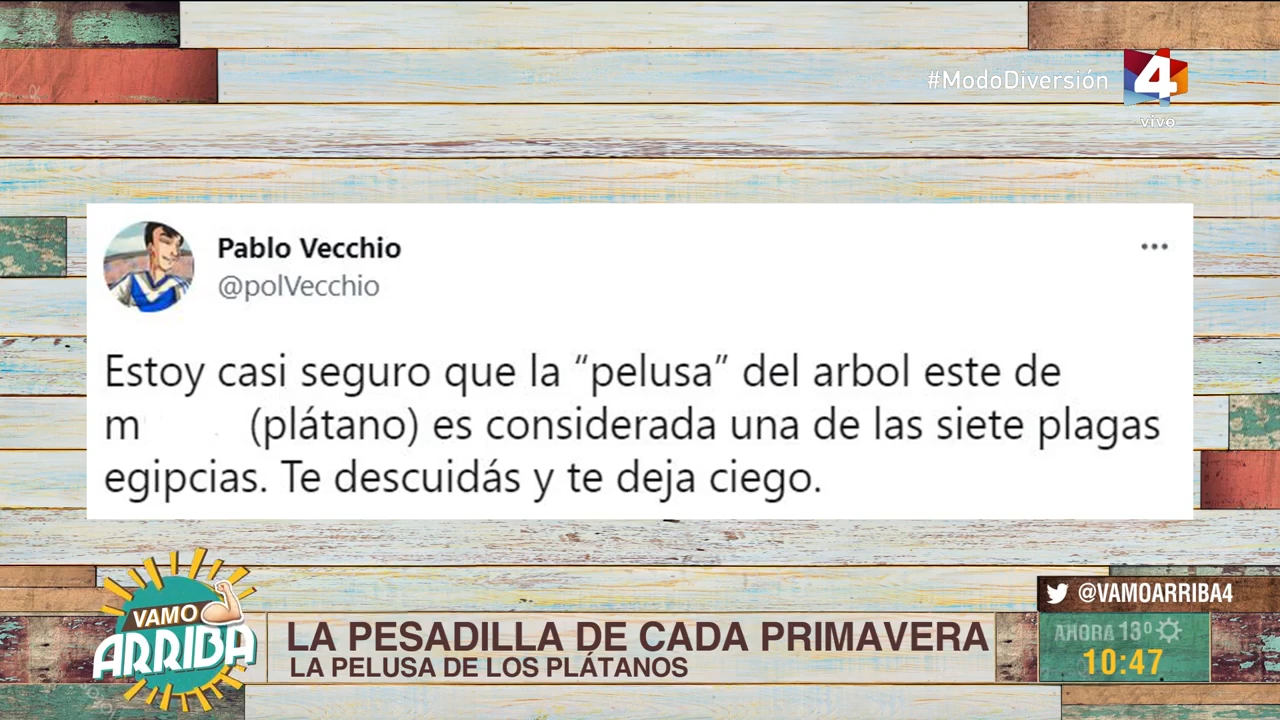 #ModoDiversión
4
vivo
Pablo Vecchio
@polVecchio
Estoy casi seguro que la “pelusa” del arbol este de
m (plátano) es considerada una de las siete plagas
egipcias. Te descuidás y te deja ciego.
VAMO
ARRIBA
LA PESADILLA DE CADA PRIMAVERA
LA PELUSA DE LOS PLÁTANOS
@VAMOARRIBA4
AHORA 13º
10:47